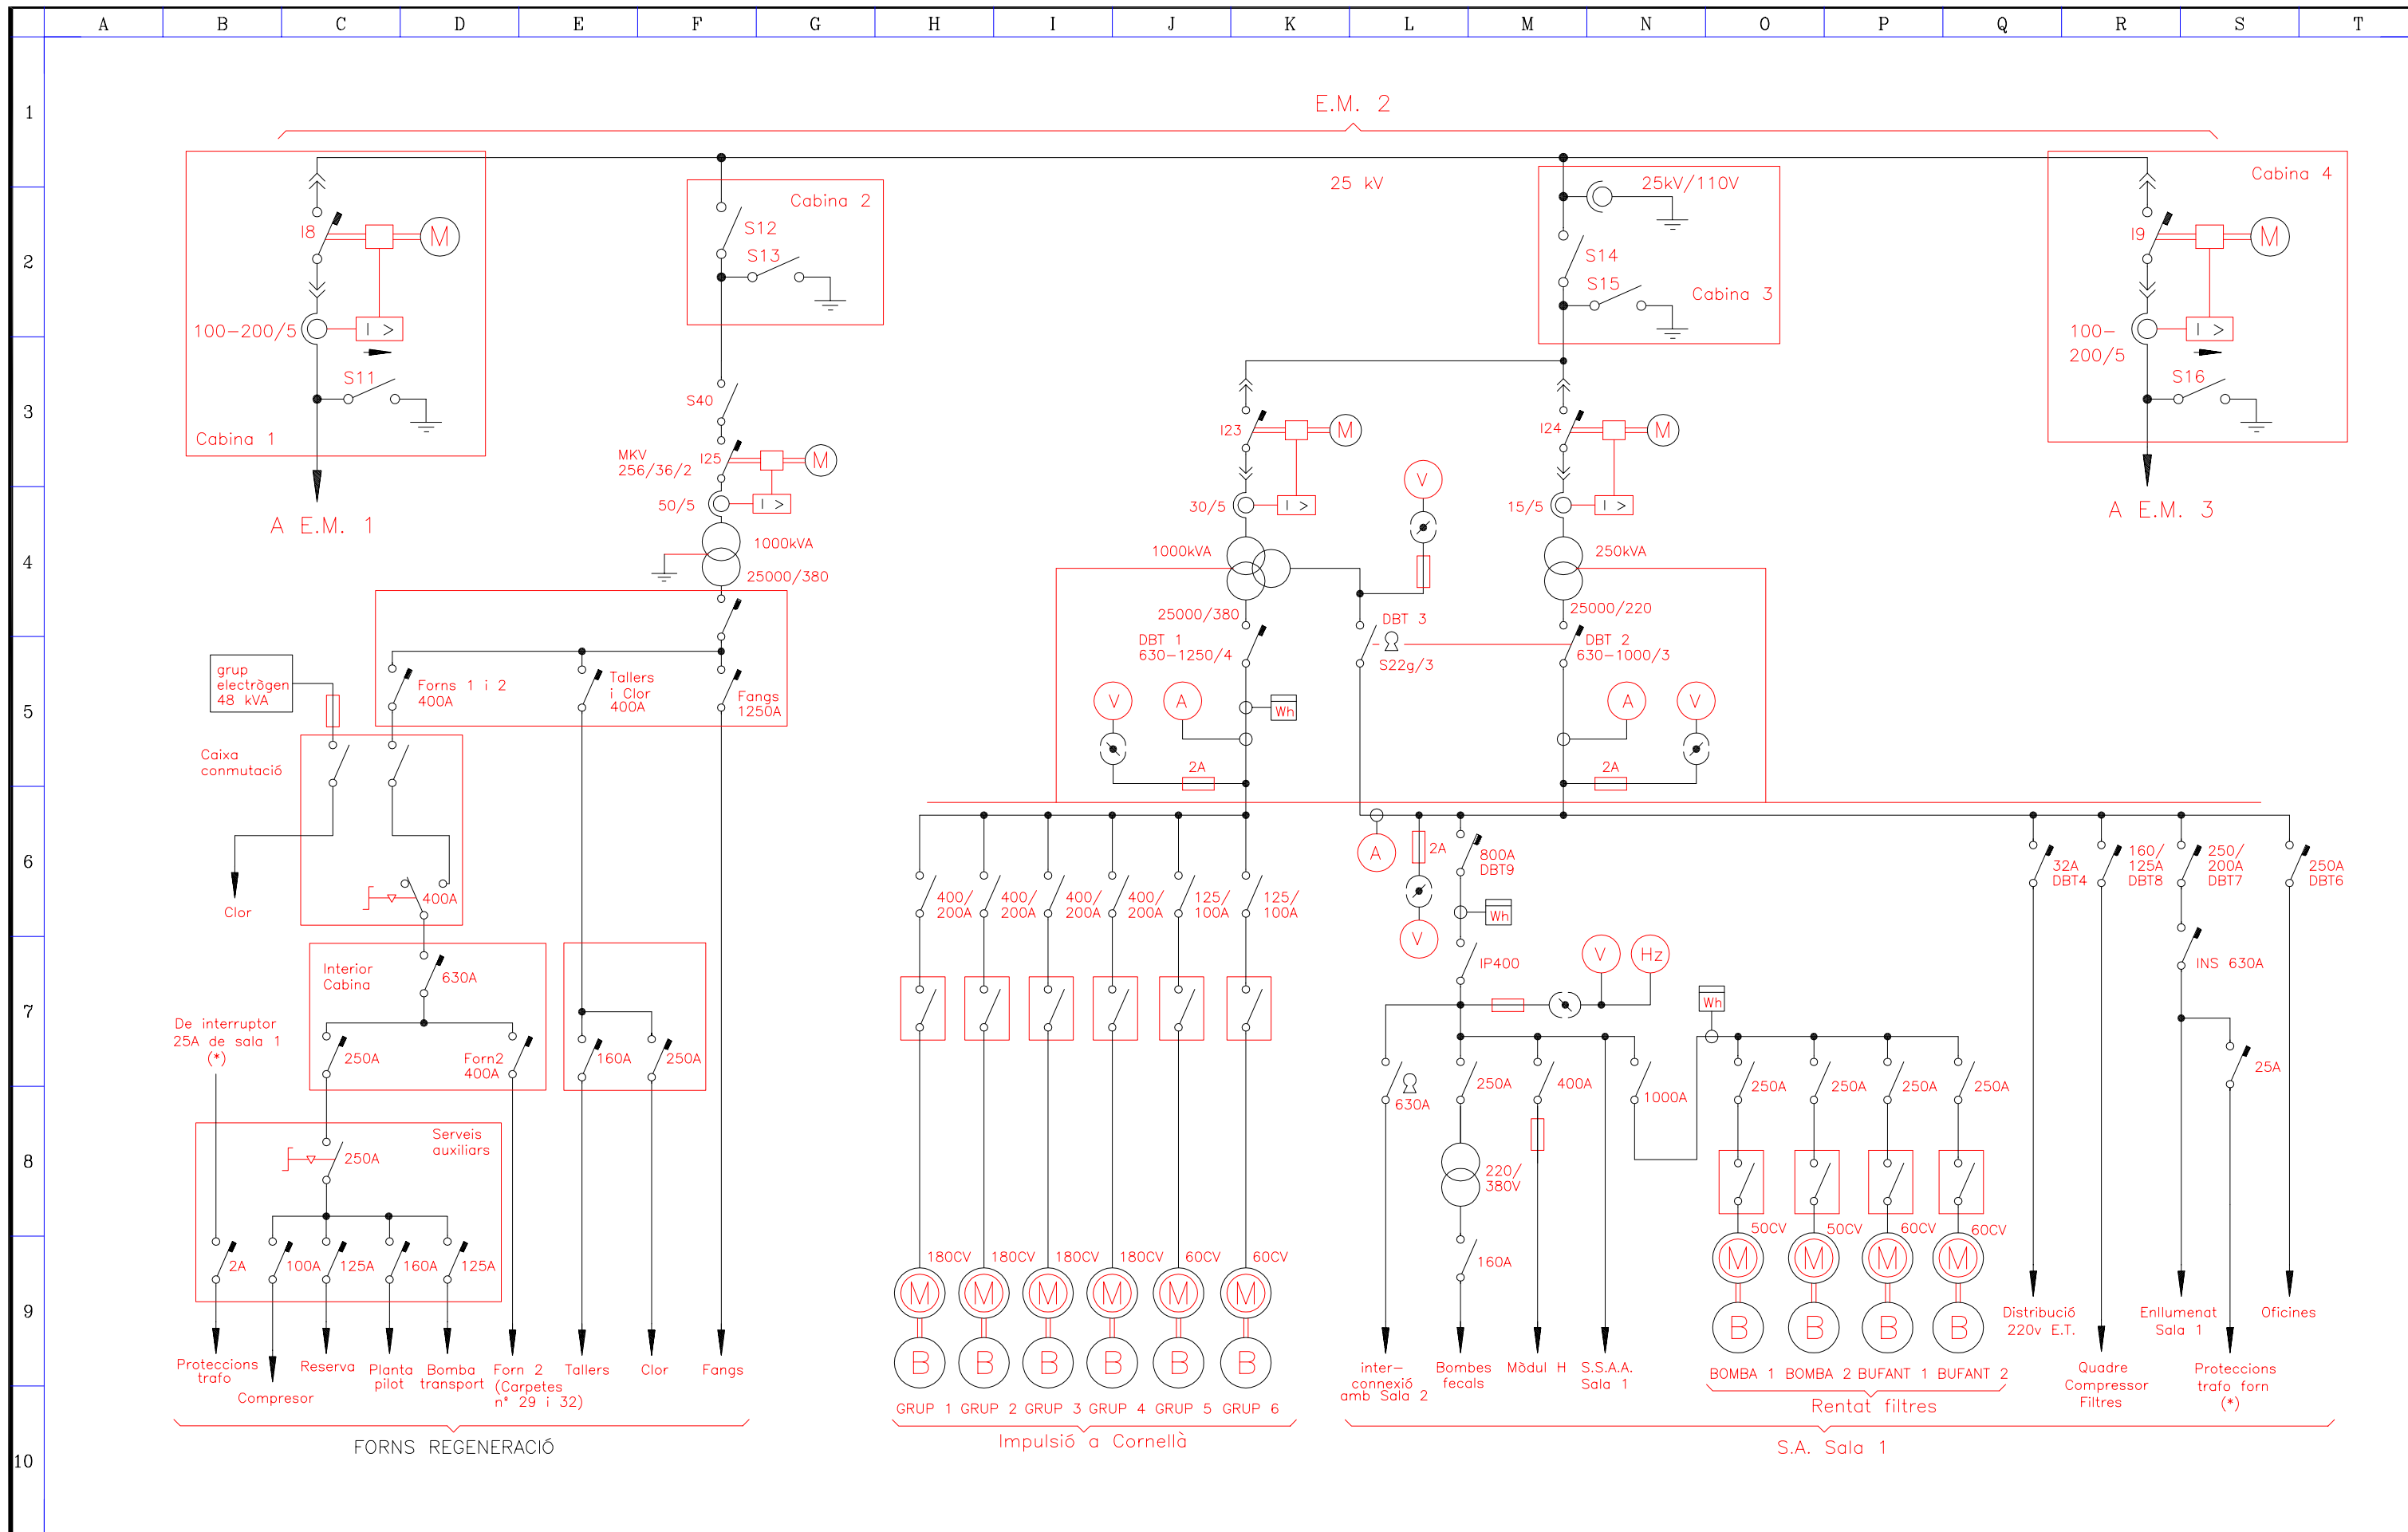 A B C D E F G H I J K L M N O P Q R S T
1
2
3
4
5
6
7
8
9
10
E.M. 2
25 kV
Cabina 1
I8
M
100-200/5
I >
S11
A E.M. 1
Cabina 2
S12
S13
S40
MKV
256/36/2
I25
M
50/5
I >
1000kVA
25000/380
Cabina 3
25kV/110V
S14
S15
Cabina 4
I9
M
100-
200/5
I >
S16
A E.M. 3
I23
M
30/5
I >
1000kVA
25000/380
DBT 1
630-1250/4
V
A
Wh
2A
V
DBT 3
S22g/3
I24
M
15/5
I >
250kVA
25000/220
DBT 2
630-1000/3
A
V
2A
grup
electrògen
48 kVA
Forns 1 i 2
400A
Tallers
i Clor
400A
Fangs
1250A
Caixa
conmutació
400A
Clor
Interior
Cabina
630A
250A
Forn2
400A
160A
250A
De interruptor
25A de sala 1
(*)
Serveis
auxiliars
250A
2A
100A
125A
160A
125A
Proteccions
trafo
Compresor
Reserva
Planta
pilot
Bomba
transport
Forn 2
(Carpetes
nº 29 i 32)
Tallers
Clor
Fangs
FORNS REGENERACIÓ
400/
200A
400/
200A
400/
200A
400/
200A
125/
100A
125/
100A
180CV
180CV
180CV
180CV
60CV
60CV
M
M
M
M
M
M
B
B
B
B
B
B
GRUP 1
GRUP 2
GRUP 3
GRUP 4
GRUP 5
GRUP 6
Impulsió a Cornellà
A
2A
V
800A
DBT9
Wh
IP400
V
Hz
Wh
630A
250A
400A
1000A
220/
380V
160A
250A
250A
250A
250A
50CV
50CV
60CV
60CV
M
M
M
M
B
B
B
B
inter-
connexió
amb Sala 2
Bombes
fecals
Mòdul H
S.S.A.A.
Sala 1
BOMBA 1
BOMBA 2
BUFANT 1
BUFANT 2
Rentat filtres
32A
DBT4
160/
125A
DBT8
250/
200A
DBT7
250A
DBT6
INS 630A
25A
Distribució
220v E.T.
Quadre
Compressor
Filtres
Enllumenat
Sala 1
Proteccions
trafo forn
(*)
Oficines
S.A. Sala 1